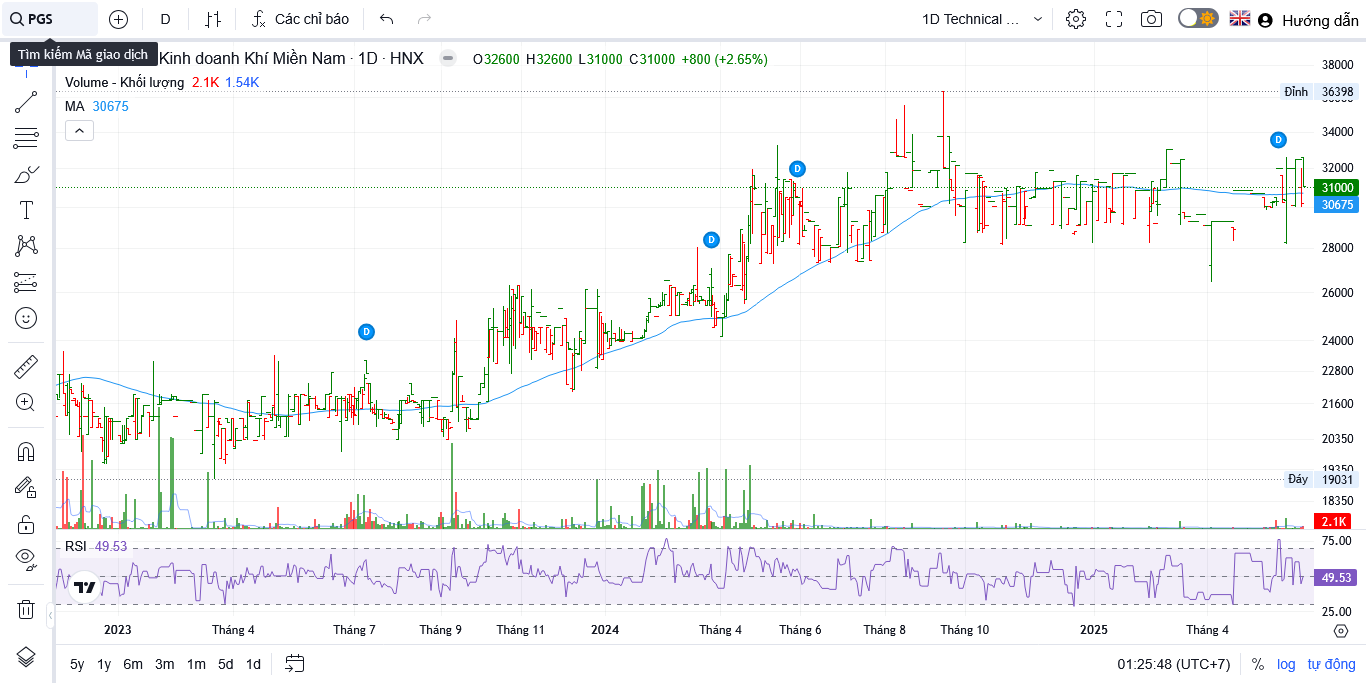 PGS
D
Các chỉ báo
1D Technical ...
Hướng dẫn
Tìm kiếm Mã giao dịch
Kinh doanh Khí Miền Nam · 1D · HNX
O32600 H32600 L31000 C31000 +800 (+2.65%)
Volume - Khối lượng 2.1K 1.54K
MA 30675
38000
Đỉnh 36398
34000
D
D
32000
31000
30675
D
28000
26000
D
24000
22800
21600
20350
19350
Đáy 19031
18350
2.1K
RSI 49.53
75.00
49.53
25.00
2023 Tháng 4 Tháng 7 Tháng 9 Tháng 11 2024 Tháng 4 Tháng 6 Tháng 8 Tháng 10 2025 Tháng 4
5y 1y 6m 3m 1m 5d 1d
01:25:48 (UTC+7) % log tự động